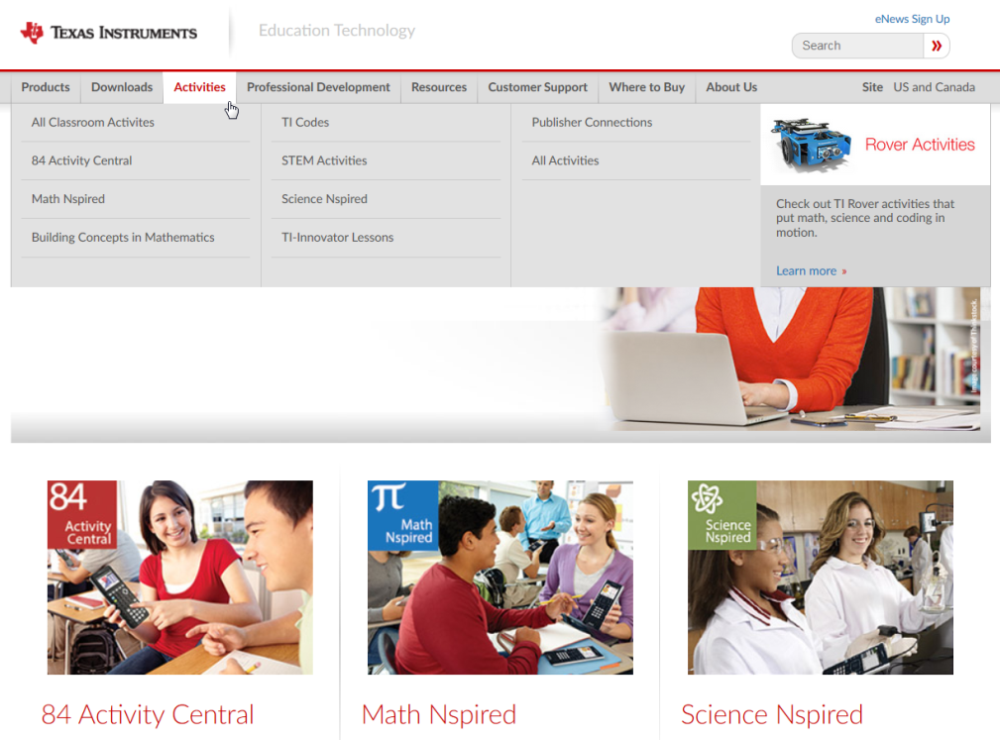 TEXAS INSTRUMENTS
Education Technology
eNews Sign Up
Search
Products Downloads Activities Professional Development Resources Customer Support Where to Buy About Us Site US and Canada
All Classroom Activites
84 Activity Central
Math Nspired
Building Concepts in Mathematics
TI Codes
STEM Activities
Science Nspired
TI-Innovator Lessons
Publisher Connections
All Activities
Rover Activities
Check out TI Rover activities that
put math, science and coding in
motion.
Learn more »
Image courtesy of Thinkstock.
84
Activity
Central
π
Math
Nspired
Science
Nspired
84 Activity Central
Math Nspired
Science Nspired